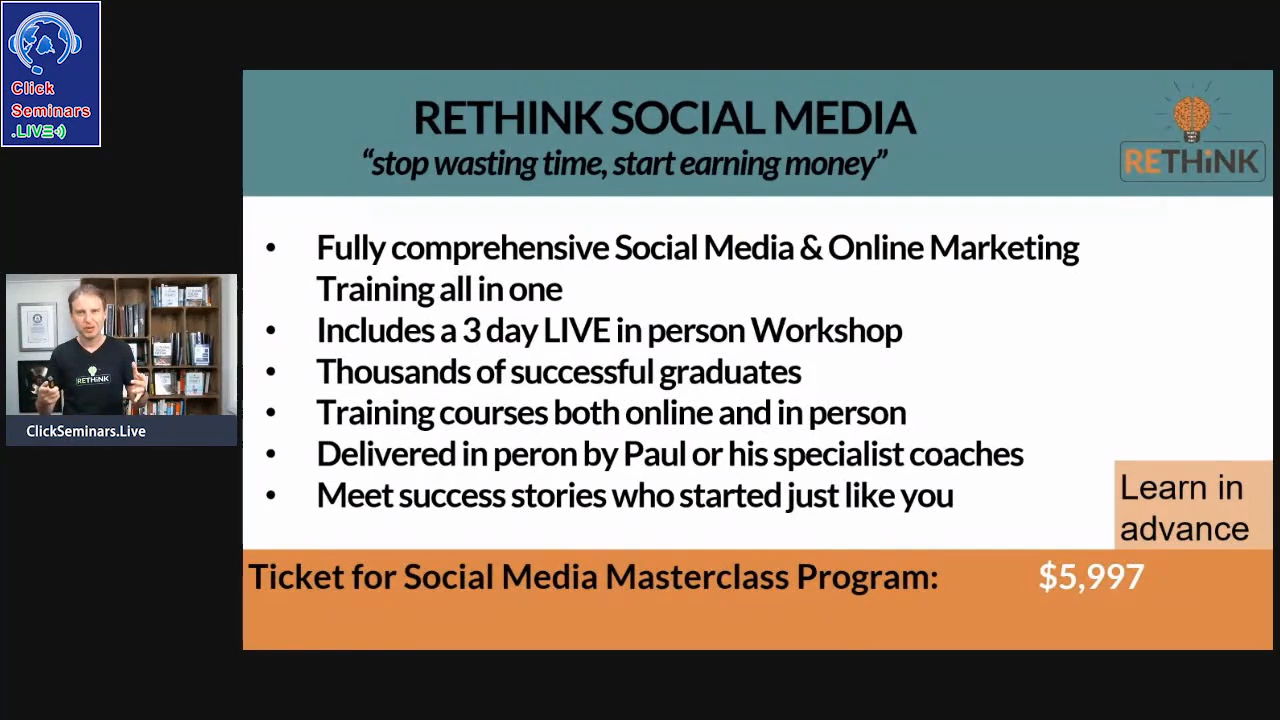 Click
Seminars
.LIVE
RETHINK SOCIAL MEDIA
“stop wasting time, start earning money”
RETHiNK
• Fully comprehensive Social Media & Online Marketing
Training all in one
• Includes a 3 day LIVE in person Workshop
• Thousands of successful graduates
• Training courses both online and in person
• Delivered in peron by Paul or his specialist coaches
• Meet success stories who started just like you
Learn in
advance
Ticket for Social Media Masterclass Program: $5,997
RETHiNK
ClickSeminars.Live